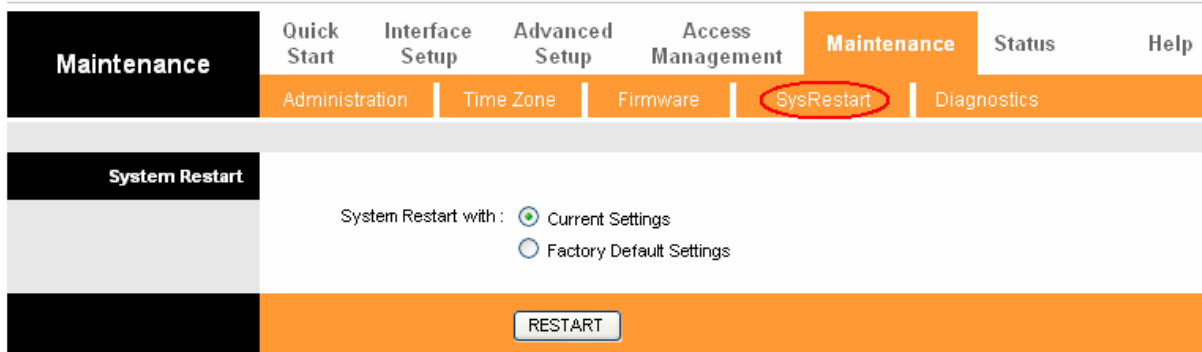 Maintenance
Quick Start
Interface Setup
Advanced Setup
Access Management
Maintenance
Status
Help
Administration
Time Zone
Firmware
SysRestart
Diagnostics
System Restart
System Restart with :
Current Settings
Factory Default Settings
RESTART